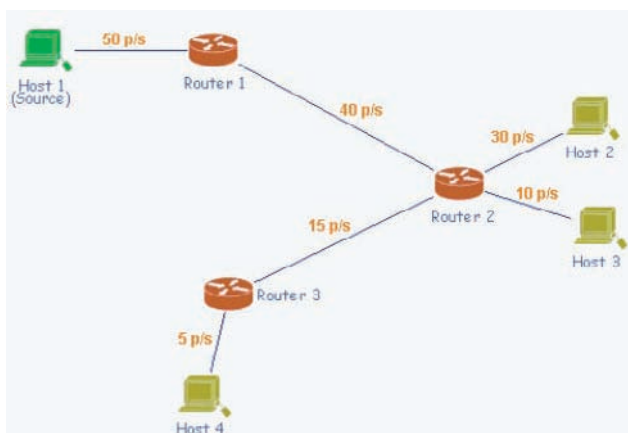 50 p/s
Host 1
(Source)
Router 1
40 p/s
30 p/s
Host 2
10 p/s
Router 2
Host 3
15 p/s
Router 3
5 p/s
Host 4